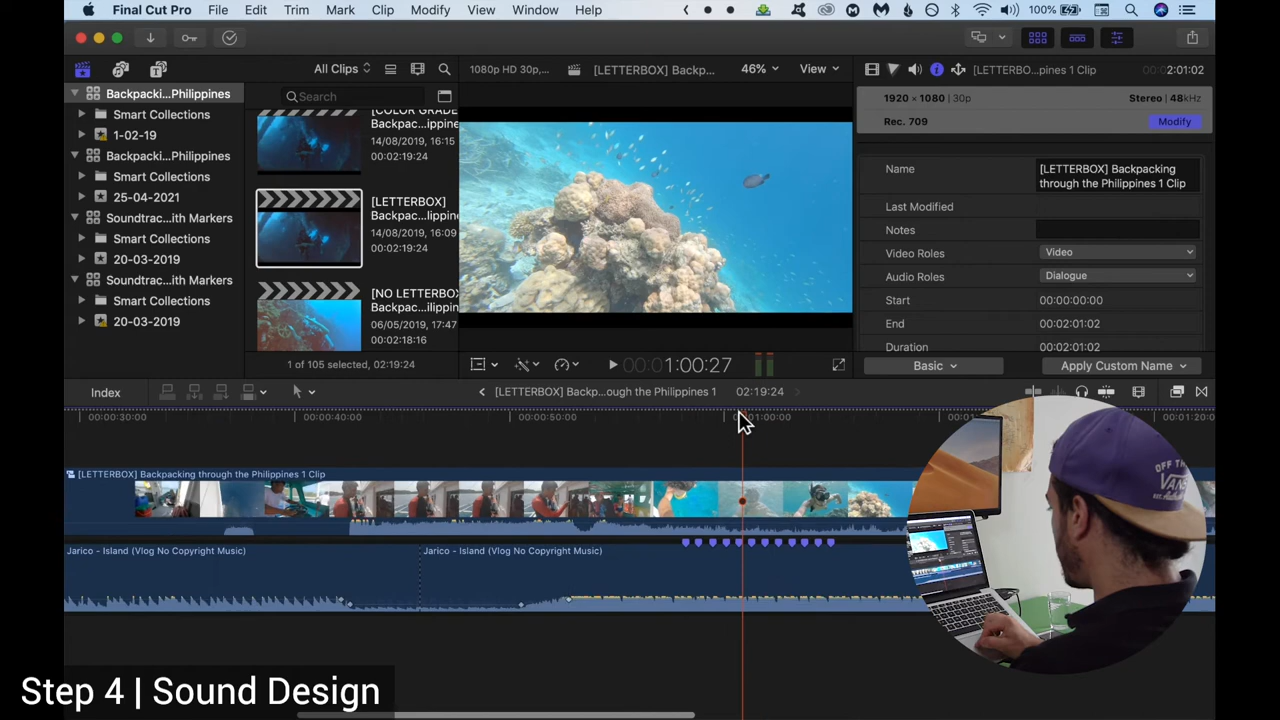 Final Cut Pro File Edit Trim Mark Clip Modify View Window Help 100%
All Clips 1080p HD 30p,... [LETTERBOX] Backp... 46% View [LETTERBO...pines 1 Clip 2:01:02
Backpacki...Philippines
Smart Collections
1-02-19
Backpacki...Philippines
Smart Collections
25-04-2021
Soundtrac...ith Markers
Smart Collections
20-03-2019
Soundtrac...ith Markers
Smart Collections
20-03-2019
Search
[COLOR GRADE
Backpac...ippine
14/08/2019, 16:15
00:02:19:24
[LETTERBOX]
Backpac...lippine
14/08/2019, 16:09
00:02:19:24
[NO LETTERBOX
Backpac...ilippin
06/05/2019, 17:47
00:02:18:16
1 of 105 selected, 02:19:24
00:01:00:27
1920 × 1080 | 30p Stereo | 48kHz
Rec. 709 Modify
Name [LETTERBOX] Backpacking
through the Philippines 1 Clip
Last Modified
Notes
Video Roles Video
Audio Roles Dialogue
Start 00:00:00:00
End 00:02:01:02
Duration 00:02:01:02
Basic Apply Custom Name
Index [LETTERBOX] Backp...ough the Philippines 1 02:19:24
00:00:30:00 00:00:40:00 00:00:50:00 00:01:00:00 00:01:20:00
[LETTERBOX] Backpacking through the Philippines 1 Clip
Jarico - Island (Vlog No Copyright Music) Jarico - Island (Vlog No Copyright Music)
OFF THE
VANS
Step 4 | Sound Design